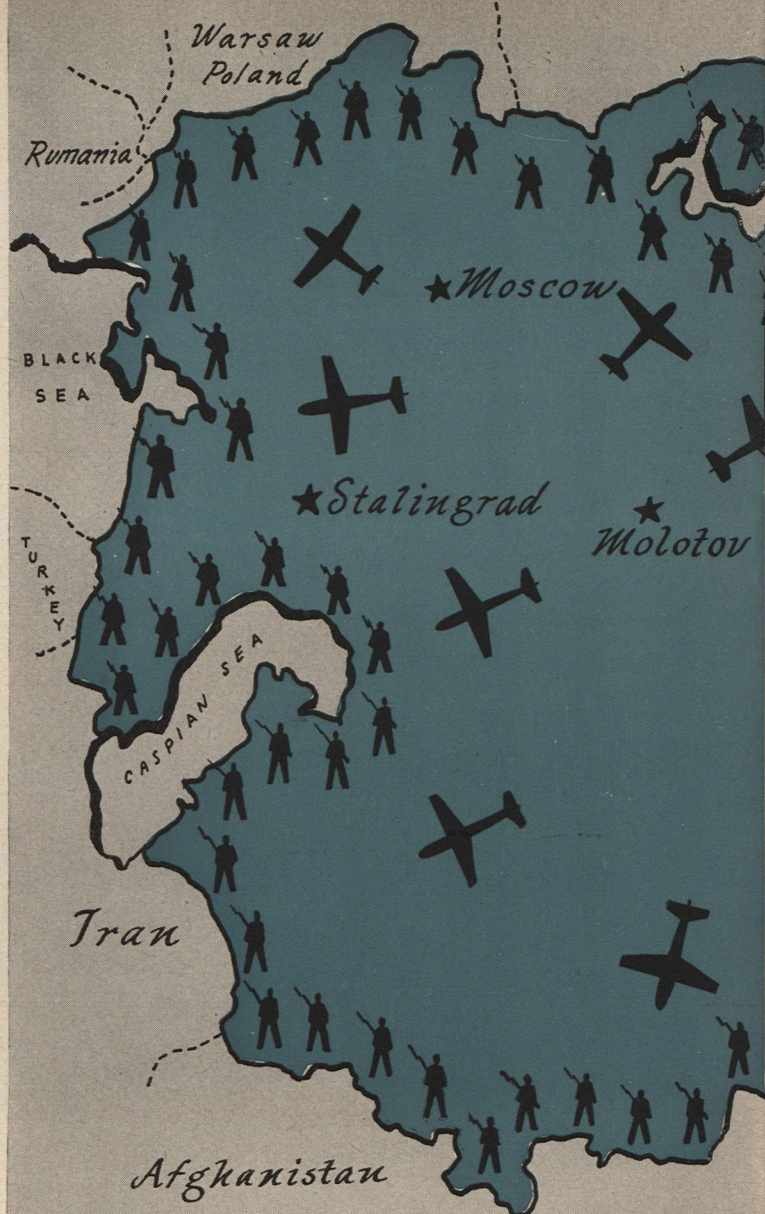 Warsaw
Poland
Rumania
Moscow
BLACK
SEA
Stalingrad
Molotov
TURKEY
CASPIAN SEA
Iran
Afghanistan